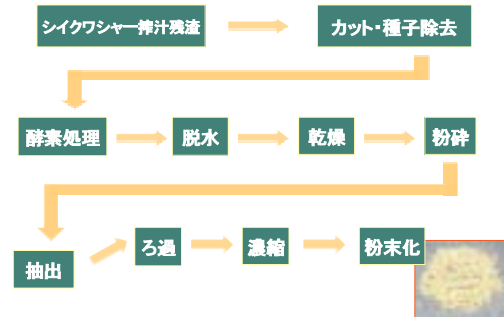 シイクワシャー搾汁残渣
カット・種子除去
酵素処理
脱水
乾燥
粉砕
抽出
ろ過
濃縮
粉末化